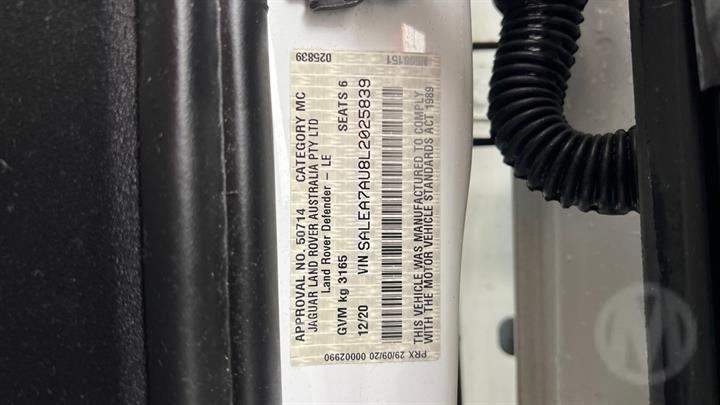 025839
APPROVAL NO. 50714 CATEGORY MC
JAGUAR LAND ROVER AUSTRALIA PTY LTD
Land Rover Defender – LE
GVM kg 3165 SEATS 6
12/20 VIN SALEA7AU8L2025839
THIS VEHICLE WAS MANUFACTURED TO COMPLY
WITH THE MOTOR VEHICLE STANDARDS ACT 1989
PRX 29/09/20 00002990